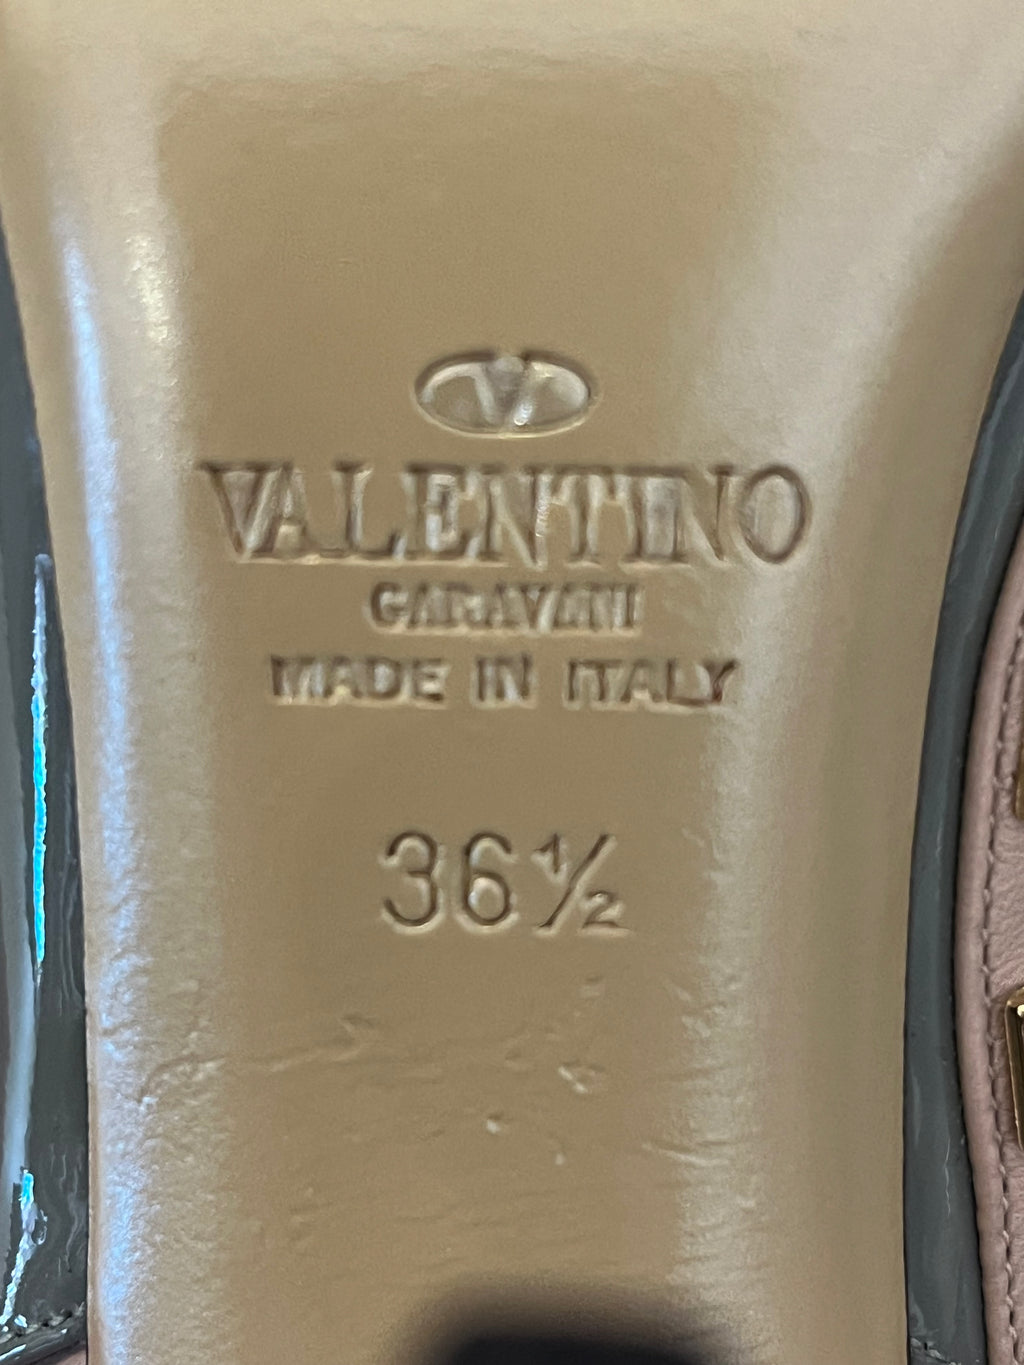 V
VALENTINO
GARAVANI
MADE IN ITALY
36½